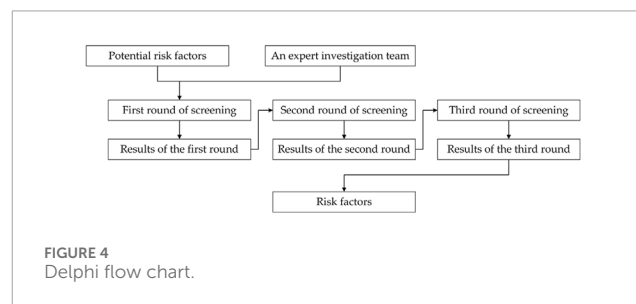 Potential risk factors
An expert investigation team
First round of screening
Second round of screening
Third round of screening
Results of the first round
Results of the second round
Results of the third round
Risk factors
FIGURE 4
Delphi flow chart.